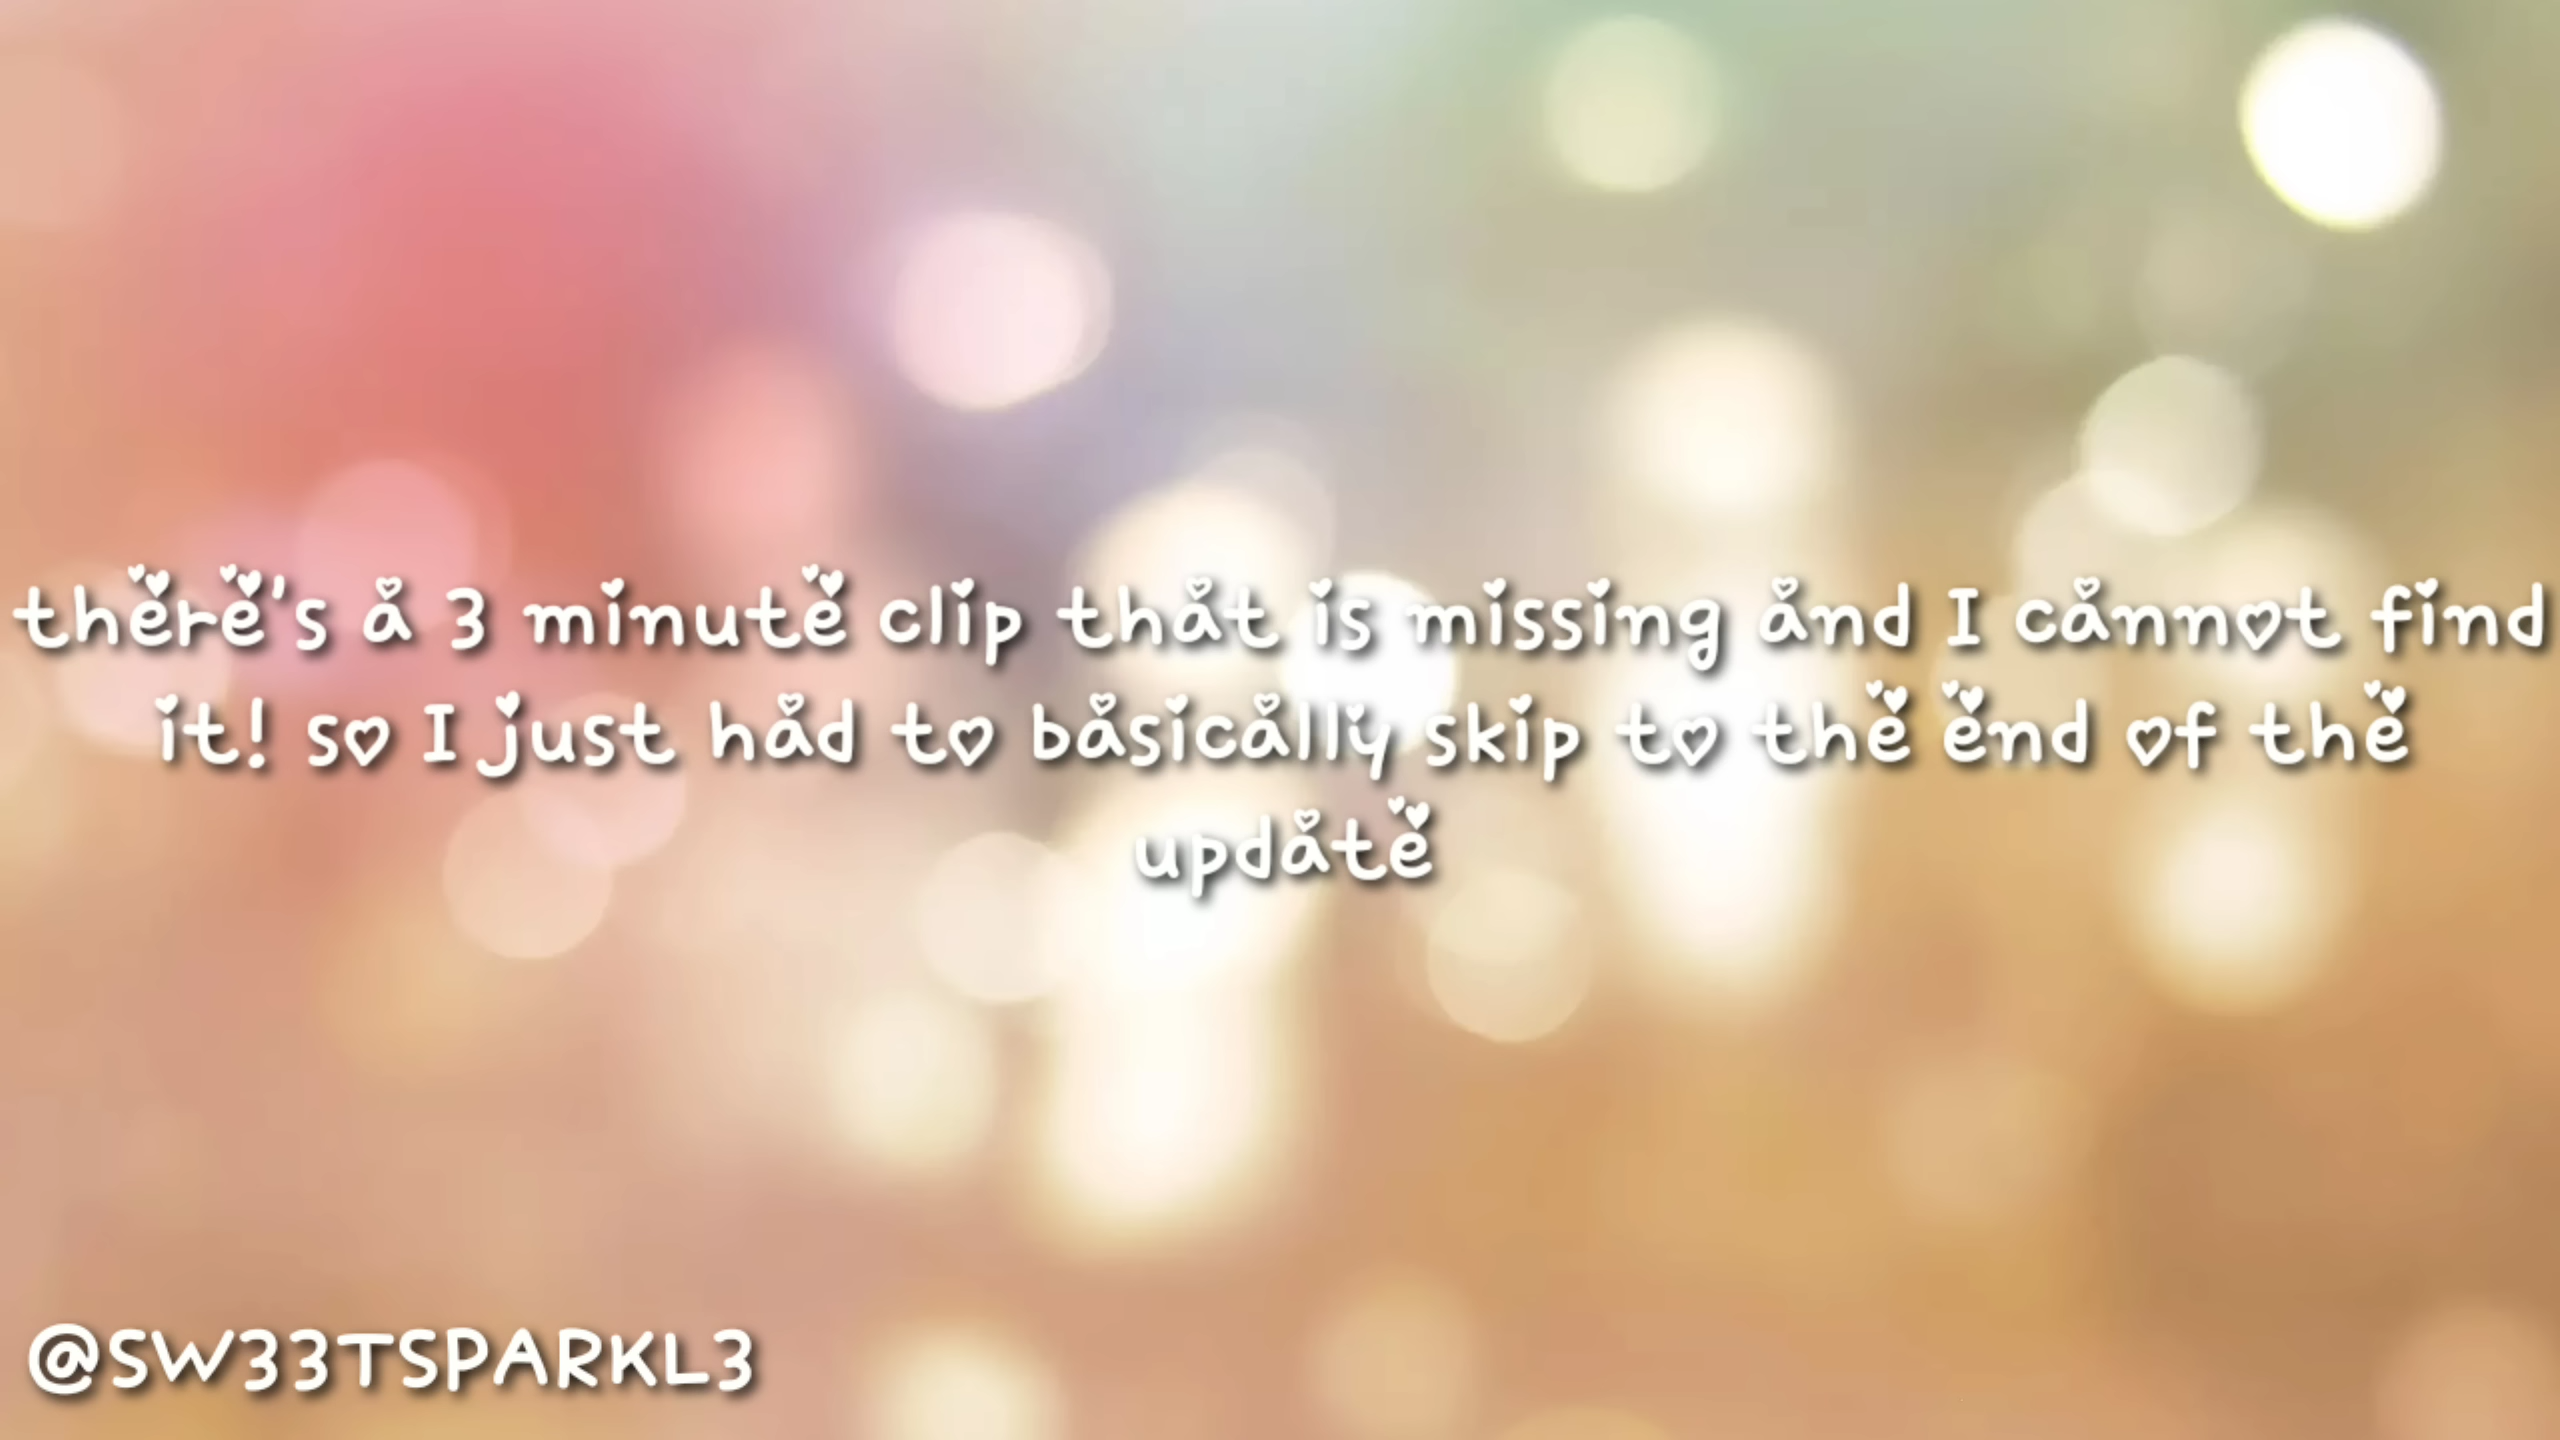 there's a 3 minute clip that is missing and I cannot find
it! so I just had to basically skip to the end of the
update
@SW33TSPARKL3